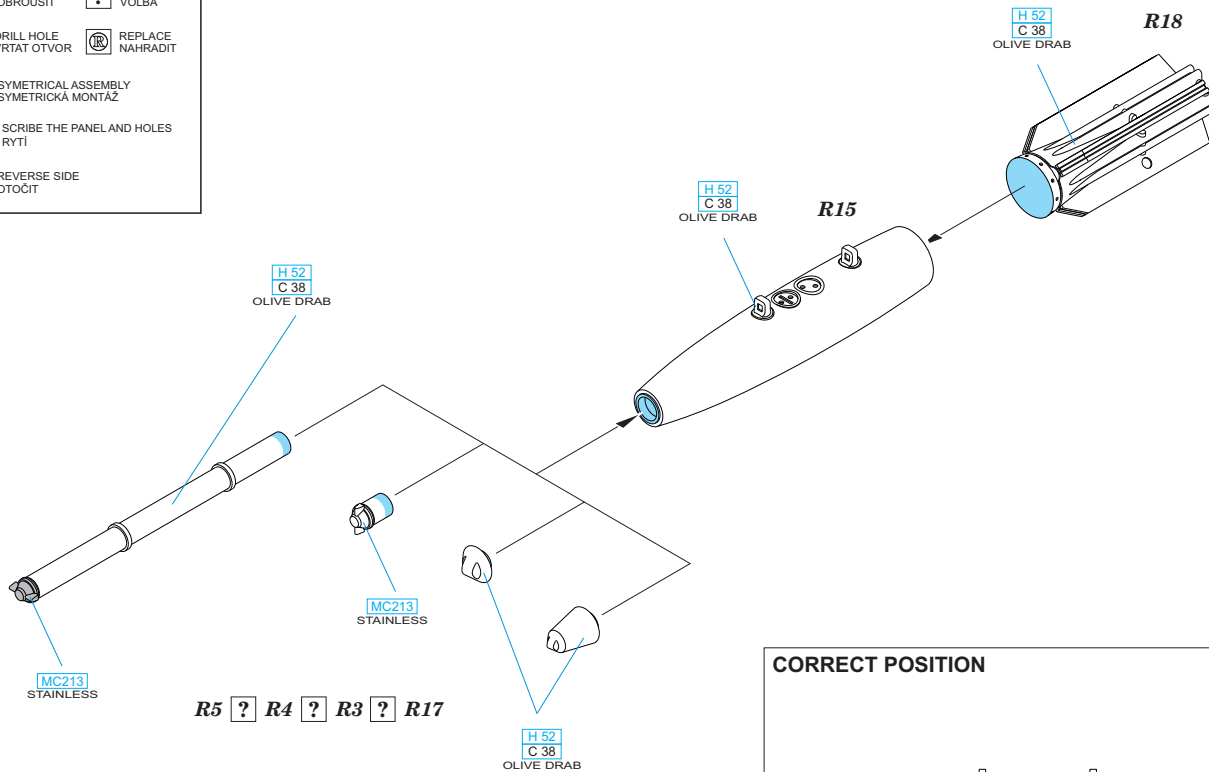 VOLBA
DRILL HOLE
OTVOR
REPLACE
NAHRADIT
SYMETRICAL ASSEMBLY
SYMETRICKÁ MONTÁŽ
SCRIBE THE PANEL AND HOLES
RYTÍ
REVERSE SIDE
OTOČIT
H 52
C 38
OLIVE DRAB
R18
H 52
C 38
OLIVE DRAB
R15
H 52
C 38
OLIVE DRAB
MC213
STAINLESS
MC213
STAINLESS
R5 ? R4 ? R3 ? R17
H 52
C 38
OLIVE DRAB
CORRECT POSITION